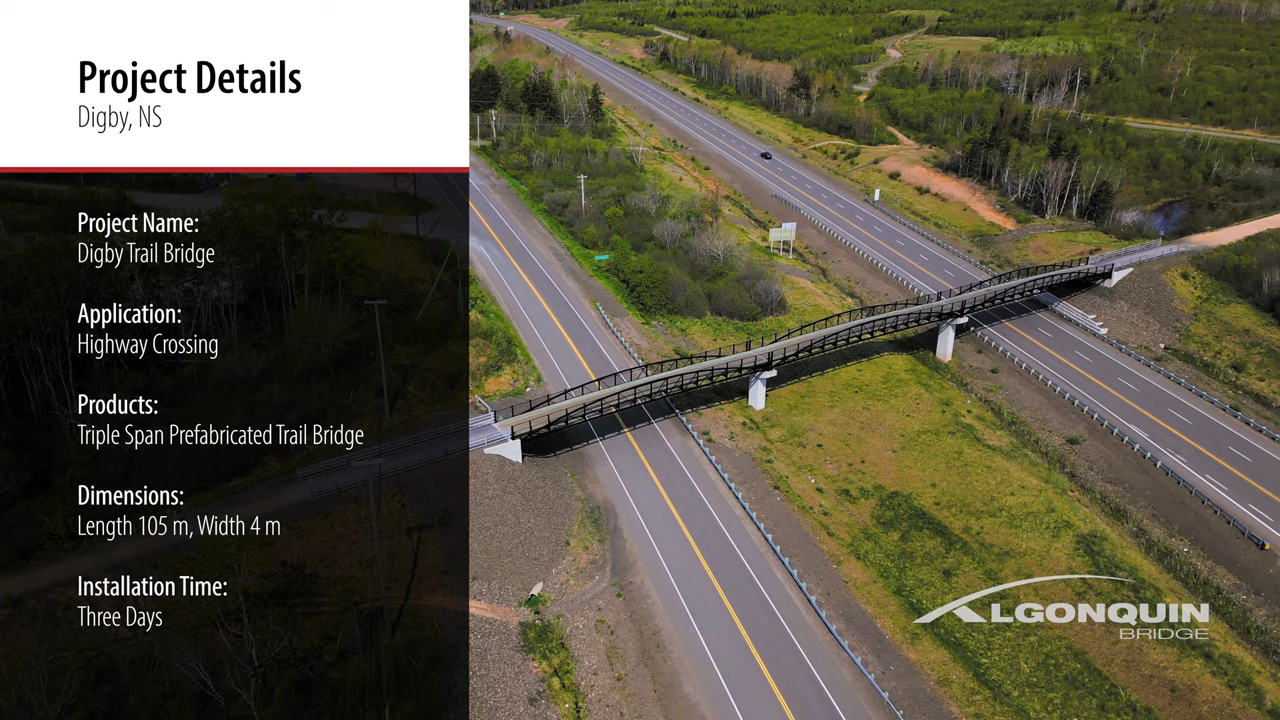 Project Details
Digby, NS
Project Name:
Digby Trail Bridge
Application:
Highway Crossing
Products:
Triple Span Prefabricated Trail Bridge
Dimensions:
Length 105 m, Width 4 m
Installation Time:
Three Days
ALGONQUIN
BRIDGE